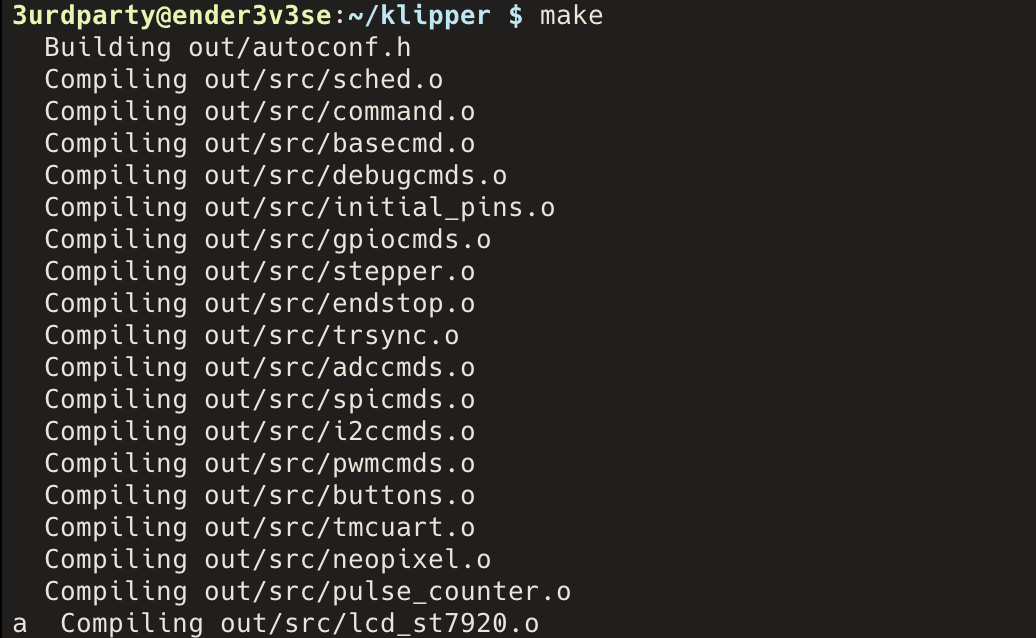 3urdparty@ender3v3se:~/klipper $ make
  Building out/autoconf.h
  Compiling out/src/sched.o
  Compiling out/src/command.o
  Compiling out/src/basecmd.o
  Compiling out/src/debugcmds.o
  Compiling out/src/initial_pins.o
  Compiling out/src/gpiocmds.o
  Compiling out/src/stepper.o
  Compiling out/src/endstop.o
  Compiling out/src/trsync.o
  Compiling out/src/adccmds.o
  Compiling out/src/spicmds.o
  Compiling out/src/i2ccmds.o
  Compiling out/src/pwmcmds.o
  Compiling out/src/buttons.o
  Compiling out/src/tmcuart.o
  Compiling out/src/neopixel.o
  Compiling out/src/pulse_counter.o
a  Compiling out/src/lcd_st7920.o